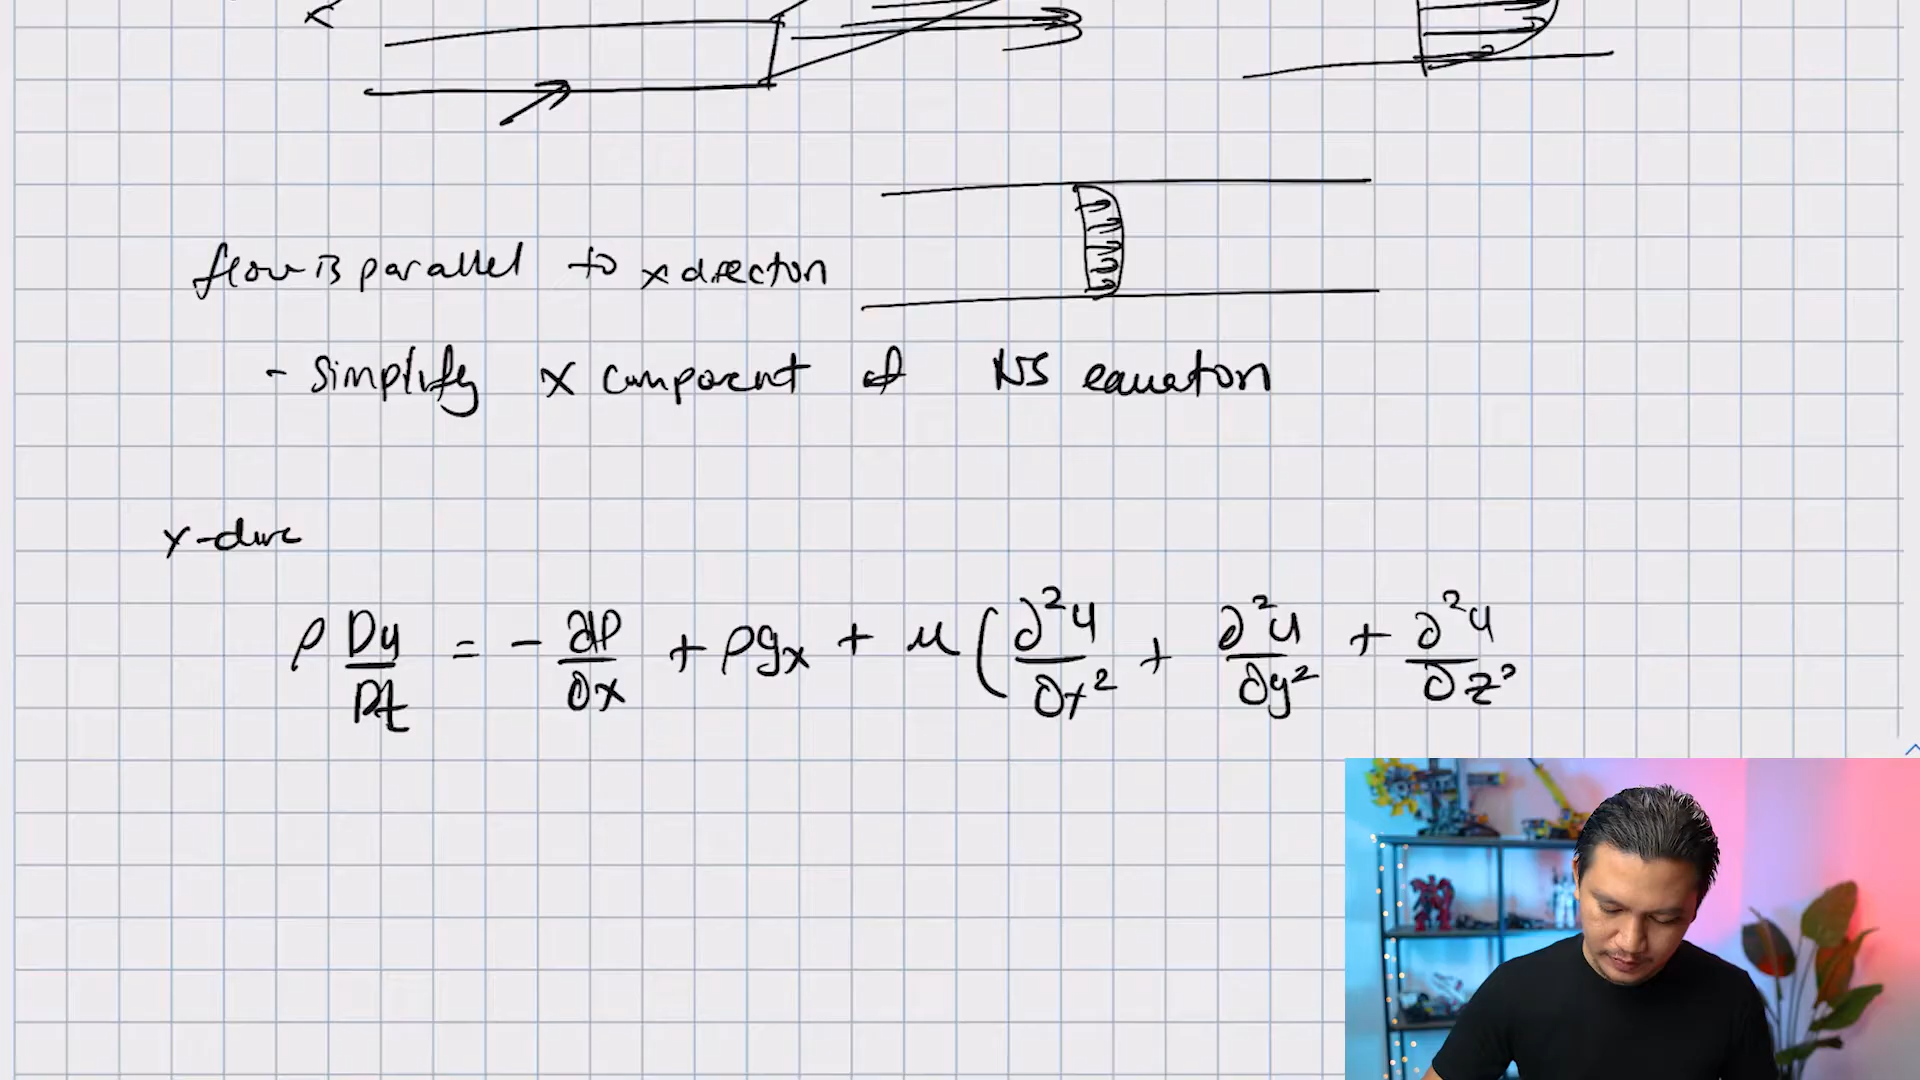 x
flow is parallel to x direction
- simplify x component of NS equation
x-dirc
ρ Du/Dt = - ∂P/∂x + ρgx + μ (∂²u/∂x² + ∂²u/∂y² + ∂²u/∂z²